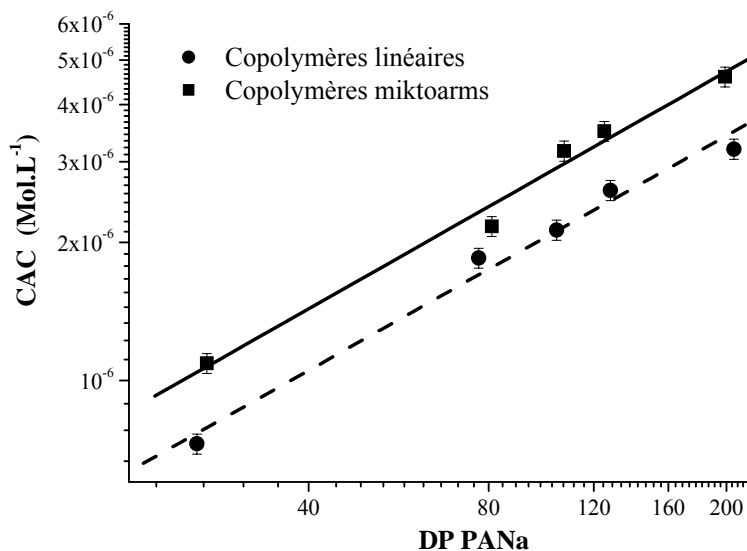 6x10⁻⁶
5x10⁻⁶
4x10⁻⁶
3x10⁻⁶
2x10⁻⁶
10⁻⁶
CAC (Mol.L⁻¹)
Copolymères linéaires
Copolymères miktoarms
40 80 120 160 200
DP PANa